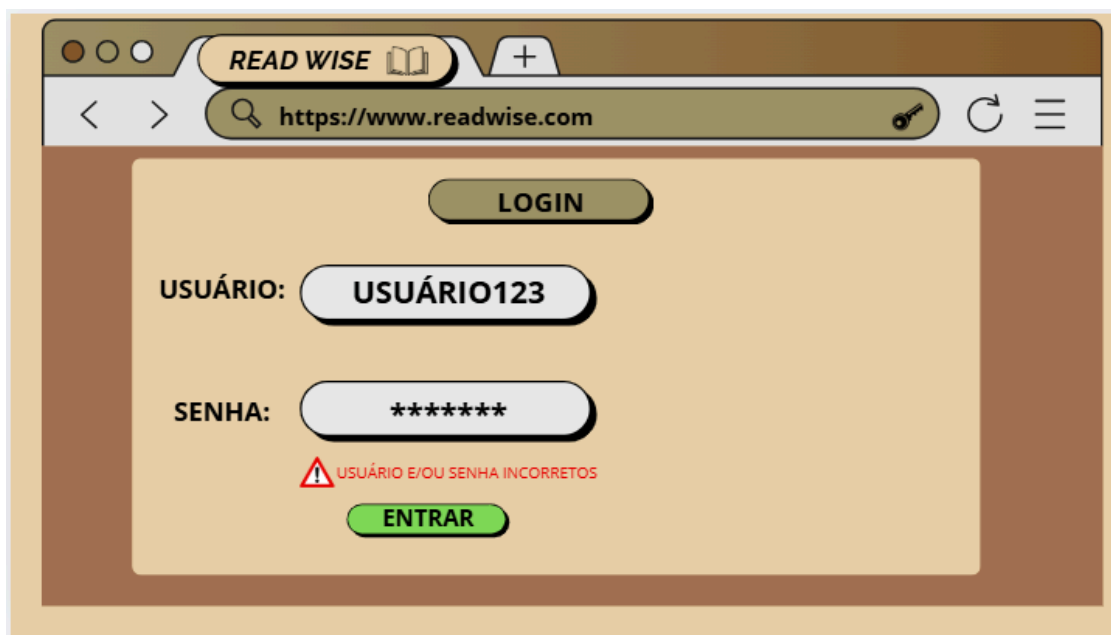 READ WISE
+
https://www.readwise.com
LOGIN
USUÁRIO: USUÁRIO123
SENHA: *******
USUÁRIO E/OU SENHA INCORRETOS
ENTRAR